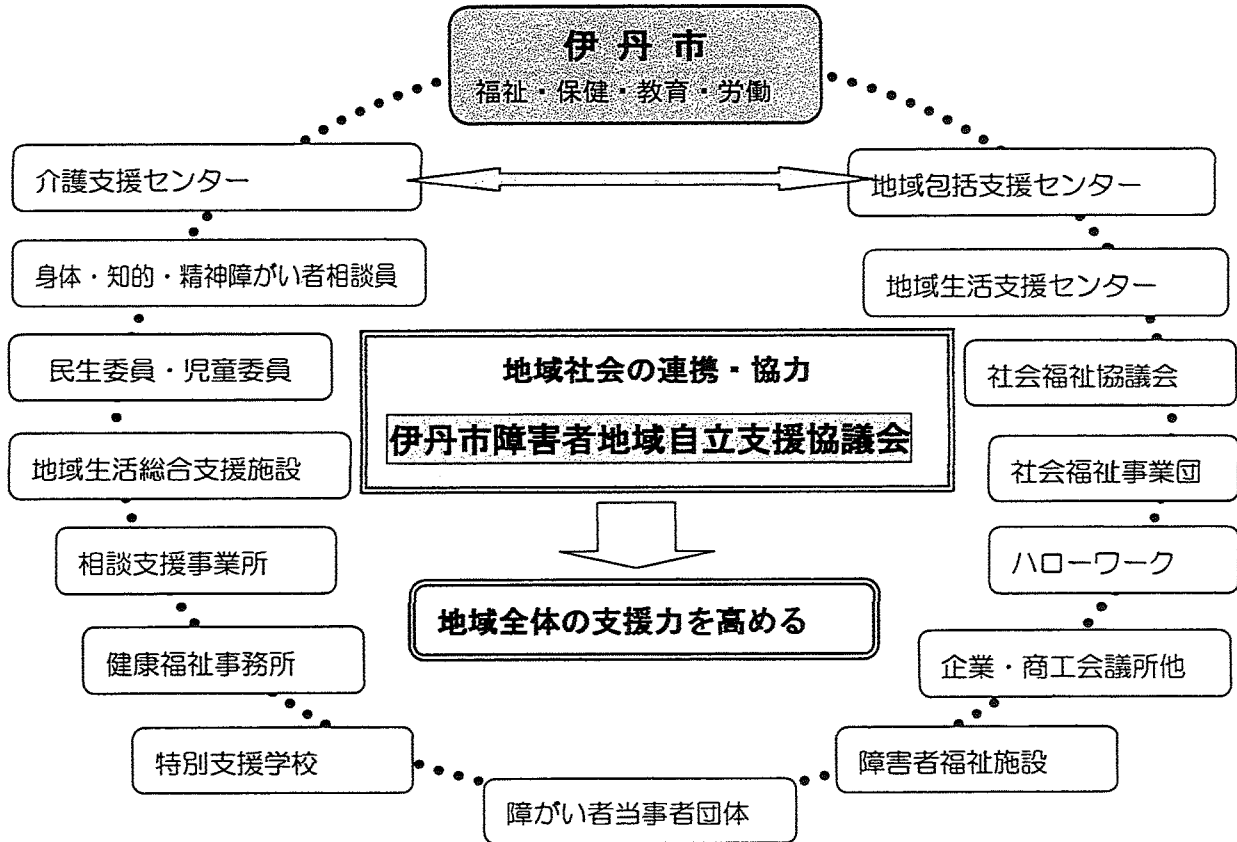 伊丹市
福祉・保健・教育・労働
介護支援センター
地域包括支援センター
身体・知的・精神障がい者相談員
地域生活支援センター
民生委員・児童委員
地域社会の連携・協力
社会福祉協議会
伊丹市障害者地域自立支援協議会
地域生活総合支援施設
社会福祉事業団
相談支援事業所
ハローワーク
地域全体の支援力を高める
健康福祉事務所
企業・商工会議所他
特別支援学校
障害者福祉施設
障がい者当事者団体